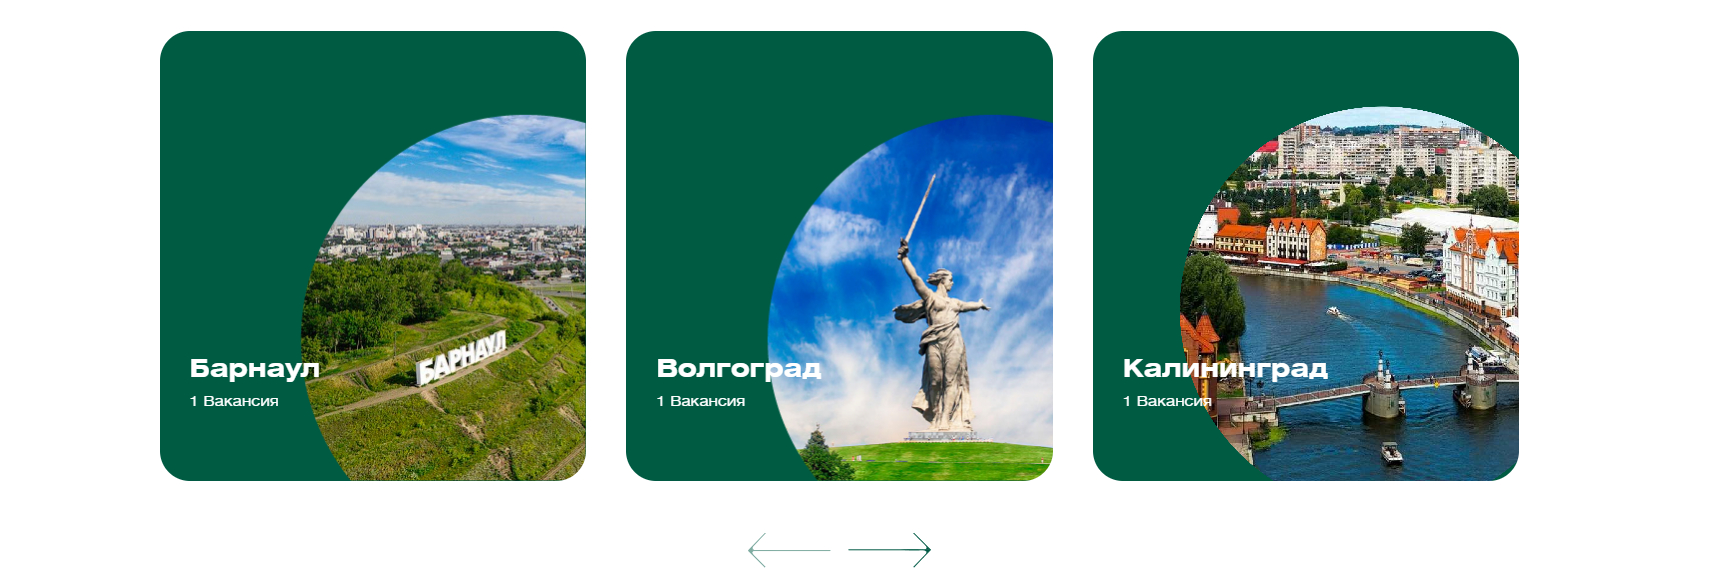 Барнаул
1 Вакансия
БАРНАУЛ
Волгоград
1 Вакансия
Калининград
1 Вакансия